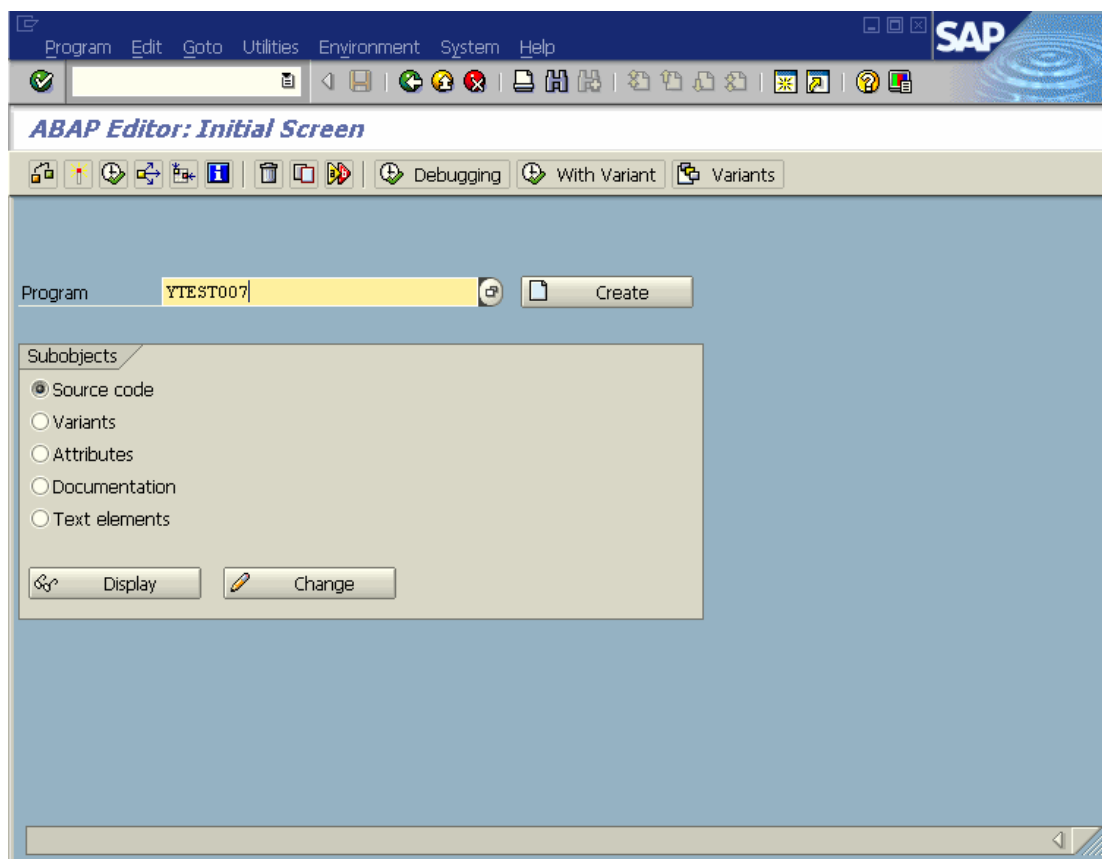 Program Edit Goto Utilities Environment System Help
SAP
ABAP Editor: Initial Screen
Debugging With Variant Variants
Program YTEST007 Create
Subobjects
Source code
Variants
Attributes
Documentation
Text elements
Display Change